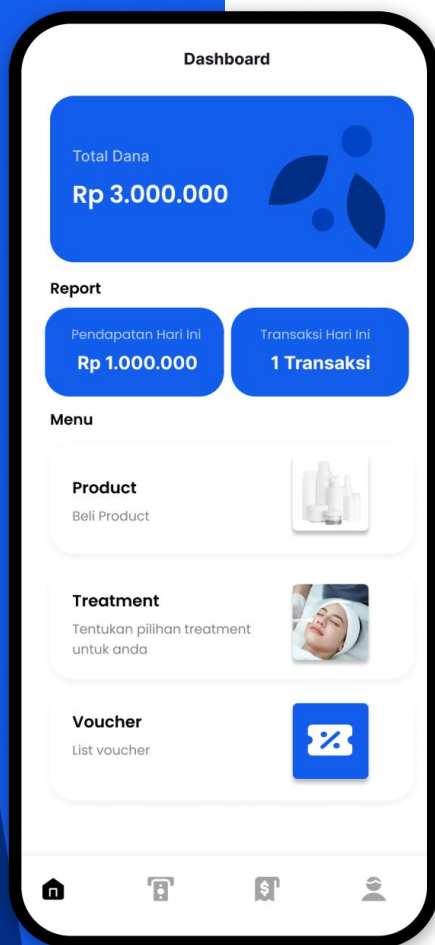 Dashboard
Total Dana
Rp 3.000.000
Report
Pendapatan Hari Ini
Rp 1.000.000
Transaksi Hari Ini
1 Transaksi
Menu
Product
Beli Product
Treatment
Tentukan pilihan treatment
untuk anda
Voucher
List voucher